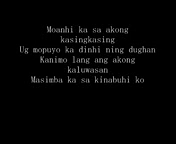 Moanhi ka sa akong
kasingkasing
Ug mopuyo ka dinhi ning dughan
Kanimo lang ang akong
kaluwasan
Masimba ka sa kinabuhi ko